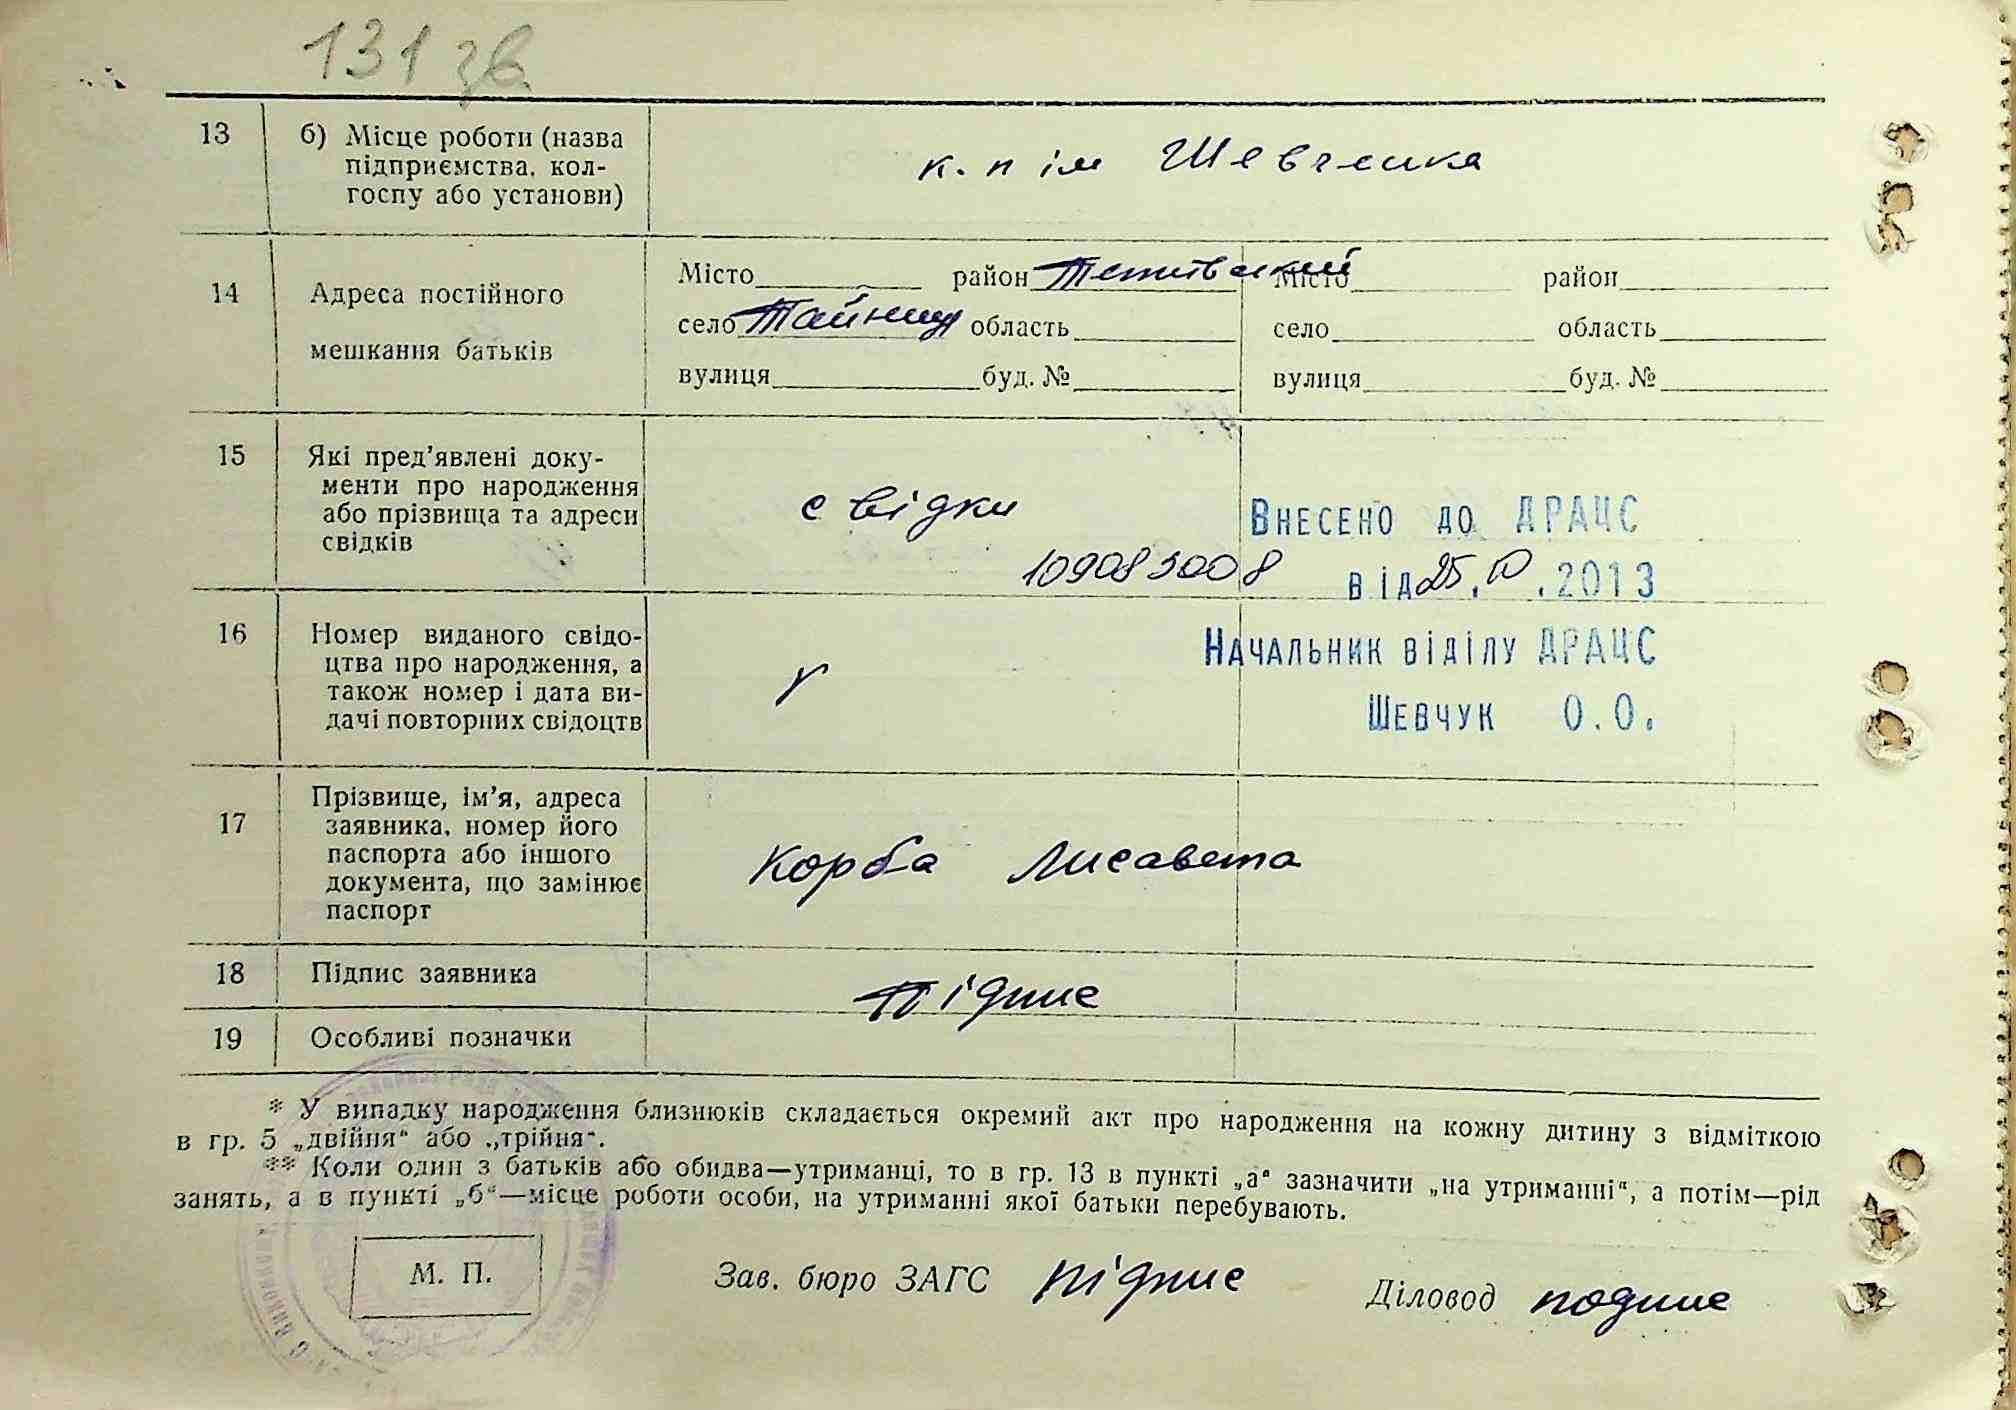 131 зв.
13 б) Місце роботи (назва
підприємства, кол-
госпу або установи)
к. п ім Шевченка
14 Адреса постійного
мешкання батьків
Місто район Тетіївський Місто район
село Тайниця область село область
вулиця буд. № вулиця буд. №
15 Які пред'явлені доку-
менти про народження
або прізвища та адреси
свідків
свідки
Внесено до ДРАЦС
від 25. .2013
16 Номер виданого свідо-
цтва про народження, а
також номер і дата ви-
дачі повторних свідоцтв
Начальник віділу ДРАЦС
Шевчук О.О.
17 Прізвище, ім'я, адреса
заявника, номер його
паспорта або іншого
документа, що замінює
паспорт
Корба Лисавета
18 Підпис заявника
підпис
19 Особливі позначки
* У випадку народження близнюків складається окремий акт про народження на кожну дитину з відміткою
в гр. 5 „двійня" або „трійня".
** Коли один з батьків або обидва—утриманці, то в гр. 13 в пункті „а" зазначити „на утриманні", а потім—рід
занять, а в пункті „б"—місце роботи особи, на утриманні якої батьки перебувають.
М. П.
Зав. бюро ЗАГС підпис Діловод подпис